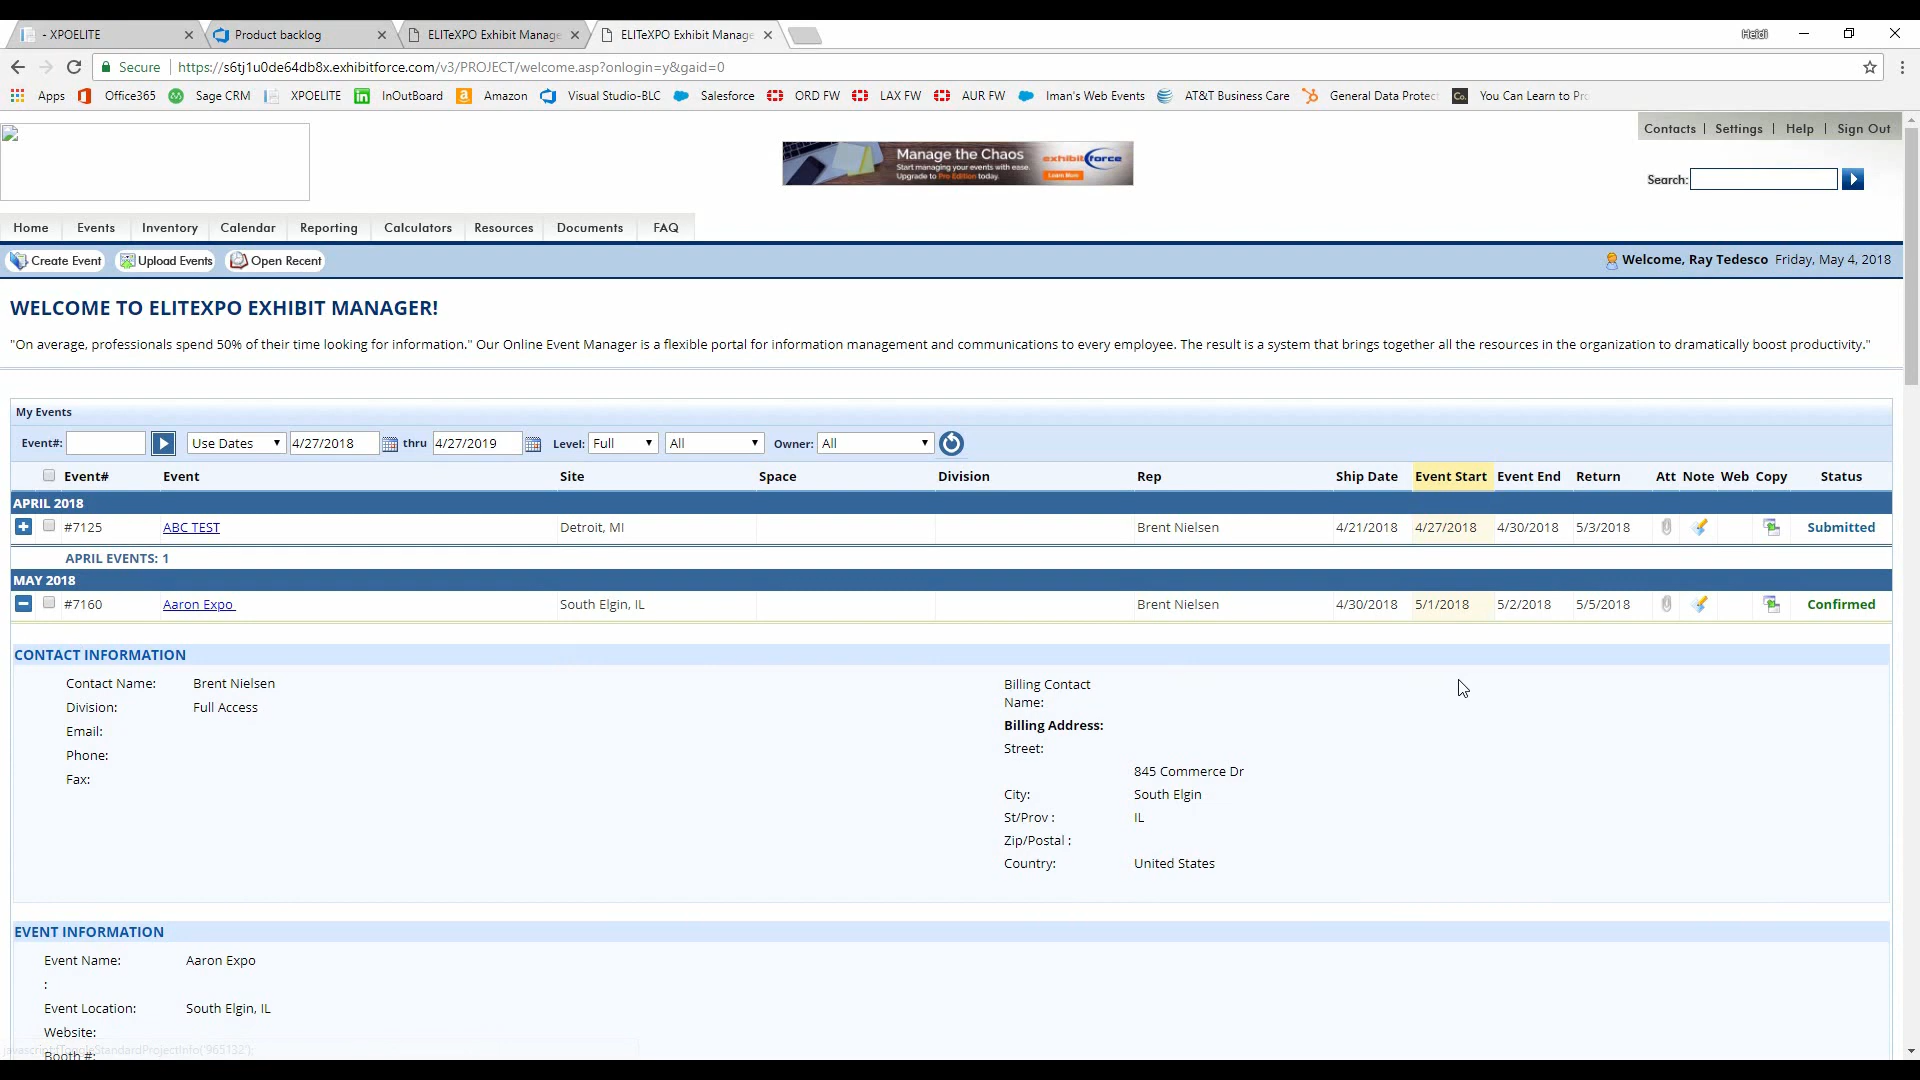 - XPOELITE
Product backlog
ELITeXPO Exhibit Manage
ELITeXPO Exhibit Manage
Heidi
Secure
https://s6tj1u0de64db8x.exhibitforce.com/v3/PROJECT/welcome.asp?onlogin=y&gaid=0
Apps Office365 Sage CRM XPOELITE InOutBoard Amazon Visual Studio-BLC Salesforce ORD FW LAX FW AUR FW Iman's Web Events AT&T Business Care General Data Protec You Can Learn to Pr
Contacts | Settings | Help | Sign Out
Manage the Chaos
Start managing your events with ease.
Upgrade to Pro Edition today.
exhibitforce
Learn More
Search:
Home Events Inventory Calendar Reporting Calculators Resources Documents FAQ
Create Event Upload Events Open Recent
Welcome, Ray Tedesco Friday, May 4, 2018
WELCOME TO ELITEXPO EXHIBIT MANAGER!
"On average, professionals spend 50% of their time looking for information." Our Online Event Manager is a flexible portal for information management and communications to every employee. The result is a system that brings together all the resources in the organization to dramatically boost productivity."
My Events
Event#: Use Dates 4/27/2018 thru 4/27/2019 Level: Full All Owner: All
Event# Event Site Space Division Rep Ship Date Event Start Event End Return Att Note Web Copy Status
APRIL 2018
#7125 ABC TEST Detroit, MI Brent Nielsen 4/21/2018 4/27/2018 4/30/2018 5/3/2018 Submitted
APRIL EVENTS: 1
MAY 2018
#7160 Aaron Expo South Elgin, IL Brent Nielsen 4/30/2018 5/1/2018 5/2/2018 5/5/2018 Confirmed
CONTACT INFORMATION
Contact Name: Brent Nielsen
Division: Full Access
Email:
Phone:
Fax:
Billing Contact
Name:
Billing Address:
Street:
845 Commerce Dr
City: South Elgin
St/Prov : IL
Zip/Postal :
Country: United States
EVENT INFORMATION
Event Name: Aaron Expo
:
Event Location: South Elgin, IL
Website:
Booth #: